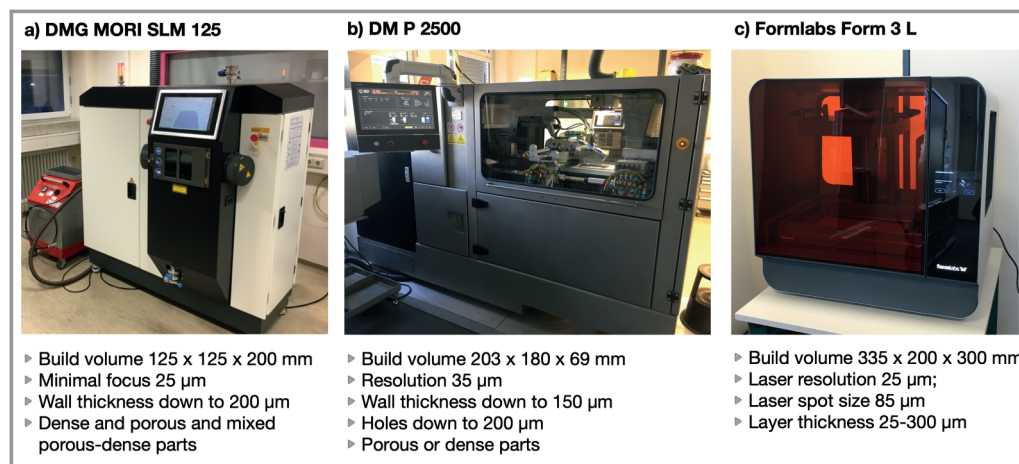 a) DMG MORI SLM 125
b) DM P 2500
c) Formlabs Form 3 L
formlabs
▹ Build volume 125 x 125 x 200 mm
▹ Minimal focus 25 µm
▹ Wall thickness down to 200 µm
▹ Dense and porous and mixed
porous-dense parts
▹ Build volume 203 x 180 x 69 mm
▹ Resolution 35 µm
▹ Wall thickness down to 150 µm
▹ Holes down to 200 µm
▹ Porous or dense parts
▹ Build volume 335 x 200 x 300 mm
▹ Laser resolution 25 µm;
▹ Laser spot size 85 µm
▹ Layer thickness 25-300 µm